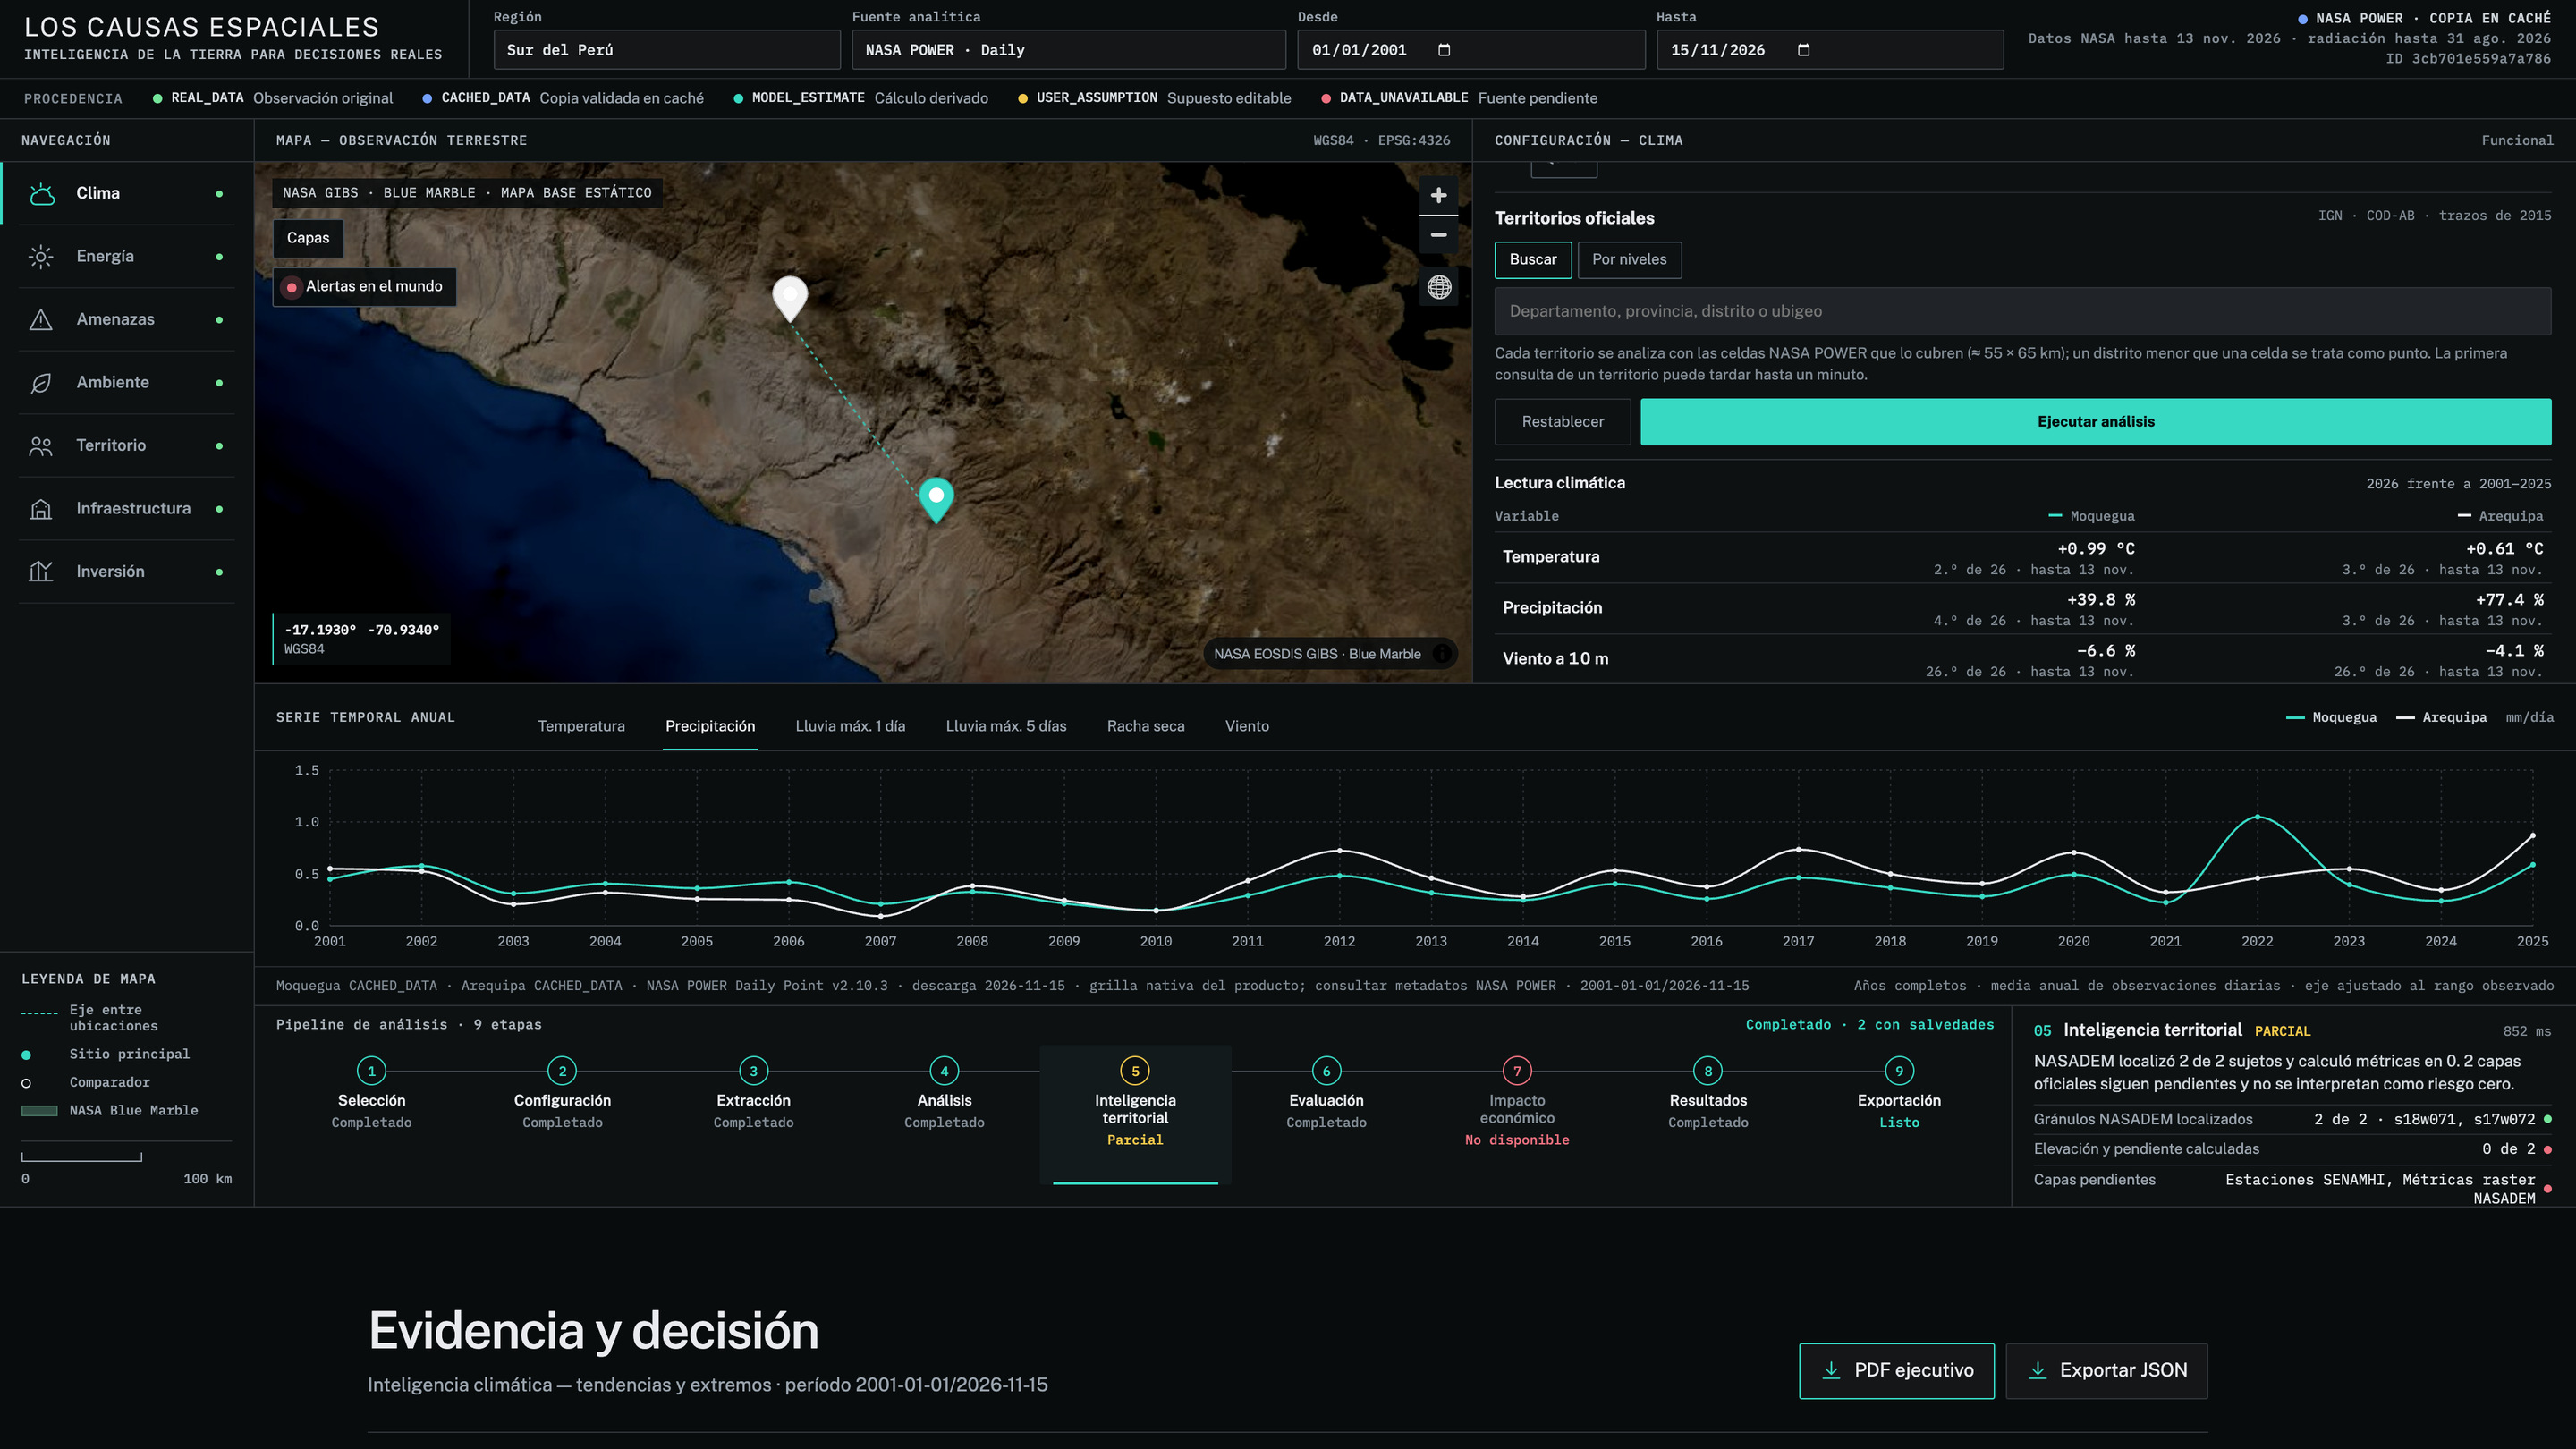 LOS CAUSAS ESPACIALES
INTELIGENCIA DE LA TIERRA PARA DECISIONES REALES
Región
Sur del Perú
Fuente analítica
NASA POWER · Daily
Desde
01/01/2001
Hasta
15/11/2026
NASA POWER · COPIA EN CACHÉ
Datos NASA hasta 13 nov. 2026 · radiación hasta 31 ago. 2026
ID 3cb701e559a7a786
PROCEDENCIA
REAL_DATA Observación original
CACHED_DATA Copia validada en caché
MODEL_ESTIMATE Cálculo derivado
USER_ASSUMPTION Supuesto editable
DATA_UNAVAILABLE Fuente pendiente
NAVEGACIÓN
Clima
Energía
Amenazas
Ambiente
Territorio
Infraestructura
Inversión
LEYENDA DE MAPA
Eje entre
ubicaciones
Sitio principal
Comparador
NASA Blue Marble
0 100 km
MAPA — OBSERVACIÓN TERRESTRE
WGS84 · EPSG:4326
NASA GIBS · BLUE MARBLE · MAPA BASE ESTÁTICO
Capas
Alertas en el mundo
+
−
-17.1930° -70.9340°
WGS84
NASA EOSDIS GIBS · Blue Marble
CONFIGURACIÓN — CLIMA
Funcional
Territorios oficiales
IGN · COD-AB · trazos de 2015
Buscar
Por niveles
Departamento, provincia, distrito o ubigeo
Cada territorio se analiza con las celdas NASA POWER que lo cubren (≈ 55 × 65 km); un distrito menor que una celda se trata como punto. La primera
consulta de un territorio puede tardar hasta un minuto.
Restablecer
Ejecutar análisis
Lectura climática
2026 frente a 2001–2025
Variable Moquegua Arequipa
Temperatura +0.99 °C +0.61 °C
2.º de 26 · hasta 13 nov. 3.º de 26 · hasta 13 nov.
Precipitación +39.8 % +77.4 %
4.º de 26 · hasta 13 nov. 3.º de 26 · hasta 13 nov.
Viento a 10 m −6.6 % −4.1 %
26.º de 26 · hasta 13 nov. 26.º de 26 · hasta 13 nov.
SERIE TEMPORAL ANUAL
Temperatura Precipitación Lluvia máx. 1 día Lluvia máx. 5 días Racha seca Viento
Moquegua Arequipa mm/día
1.5
1.0
0.5
0.0
2001 2002 2003 2004 2005 2006 2007 2008 2009 2010 2011 2012 2013 2014 2015 2016 2017 2018 2019 2020 2021 2022 2023 2024 2025
Moquegua CACHED_DATA · Arequipa CACHED_DATA · NASA POWER Daily Point v2.10.3 · descarga 2026-11-15 · grilla nativa del producto; consultar metadatos NASA POWER · 2001-01-01/2026-11-15
Años completos · media anual de observaciones diarias · eje ajustado al rango observado
Pipeline de análisis · 9 etapas
Completado · 2 con salvedades
1
Selección
Completado
2
Configuración
Completado
3
Extracción
Completado
4
Análisis
Completado
5
Inteligencia
territorial
Parcial
6
Evaluación
Completado
7
Impacto
económico
No disponible
8
Resultados
Completado
9
Exportación
Listo
05 Inteligencia territorial PARCIAL 852 ms
NASADEM localizó 2 de 2 sujetos y calculó métricas en 0. 2 capas
oficiales siguen pendientes y no se interpretan como riesgo cero.
Gránulos NASADEM localizados 2 de 2 · s18w071, s17w072
Elevación y pendiente calculadas 0 de 2
Capas pendientes Estaciones SENAMHI, Métricas raster
NASADEM
Evidencia y decisión
Inteligencia climática — tendencias y extremos · período 2001-01-01/2026-11-15
PDF ejecutivo
Exportar JSON